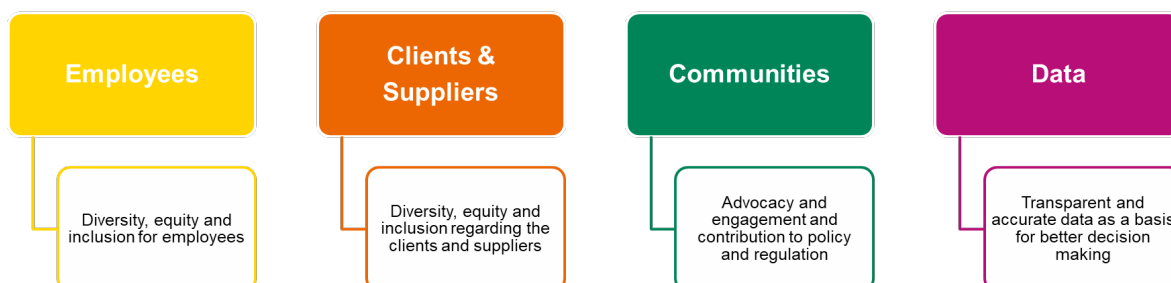 Employees
Diversity, equity and
inclusion for employees
Clients &
Suppliers
Diversity, equity and
inclusion regarding the
clients and suppliers
Communities
Advocacy and
engagement and
contribution to policy
and regulation
Data
Transparent and
accurate data as a basis
for better decision
making